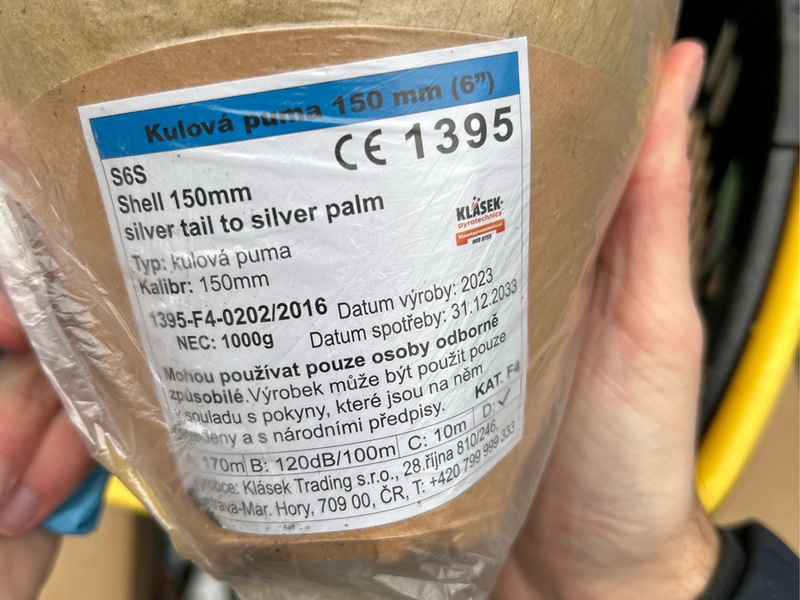 Kulová puma 150 mm (6”)
CE 1395
S6S
Shell 150mm
silver tail to silver palm
KLÁSEK
pyrotechnics
Typ: kulová puma
Kalibr: 150mm
1395-F4-0202/2016 Datum výroby: 2023
NEC: 1000g Datum spotřeby: 31.12.2033
Mohou používat pouze osoby odborně
způsobilé. Výrobek může být použit pouze
v souladu s pokyny, které jsou na něm
a s národními předpisy. KAT. F4
170m B: 120dB/100m C: 10m D: ✓
Klásek Trading s.r.o., 28.října 810/246,
Hory, 709 00, ČR, T: +420 799 999 333